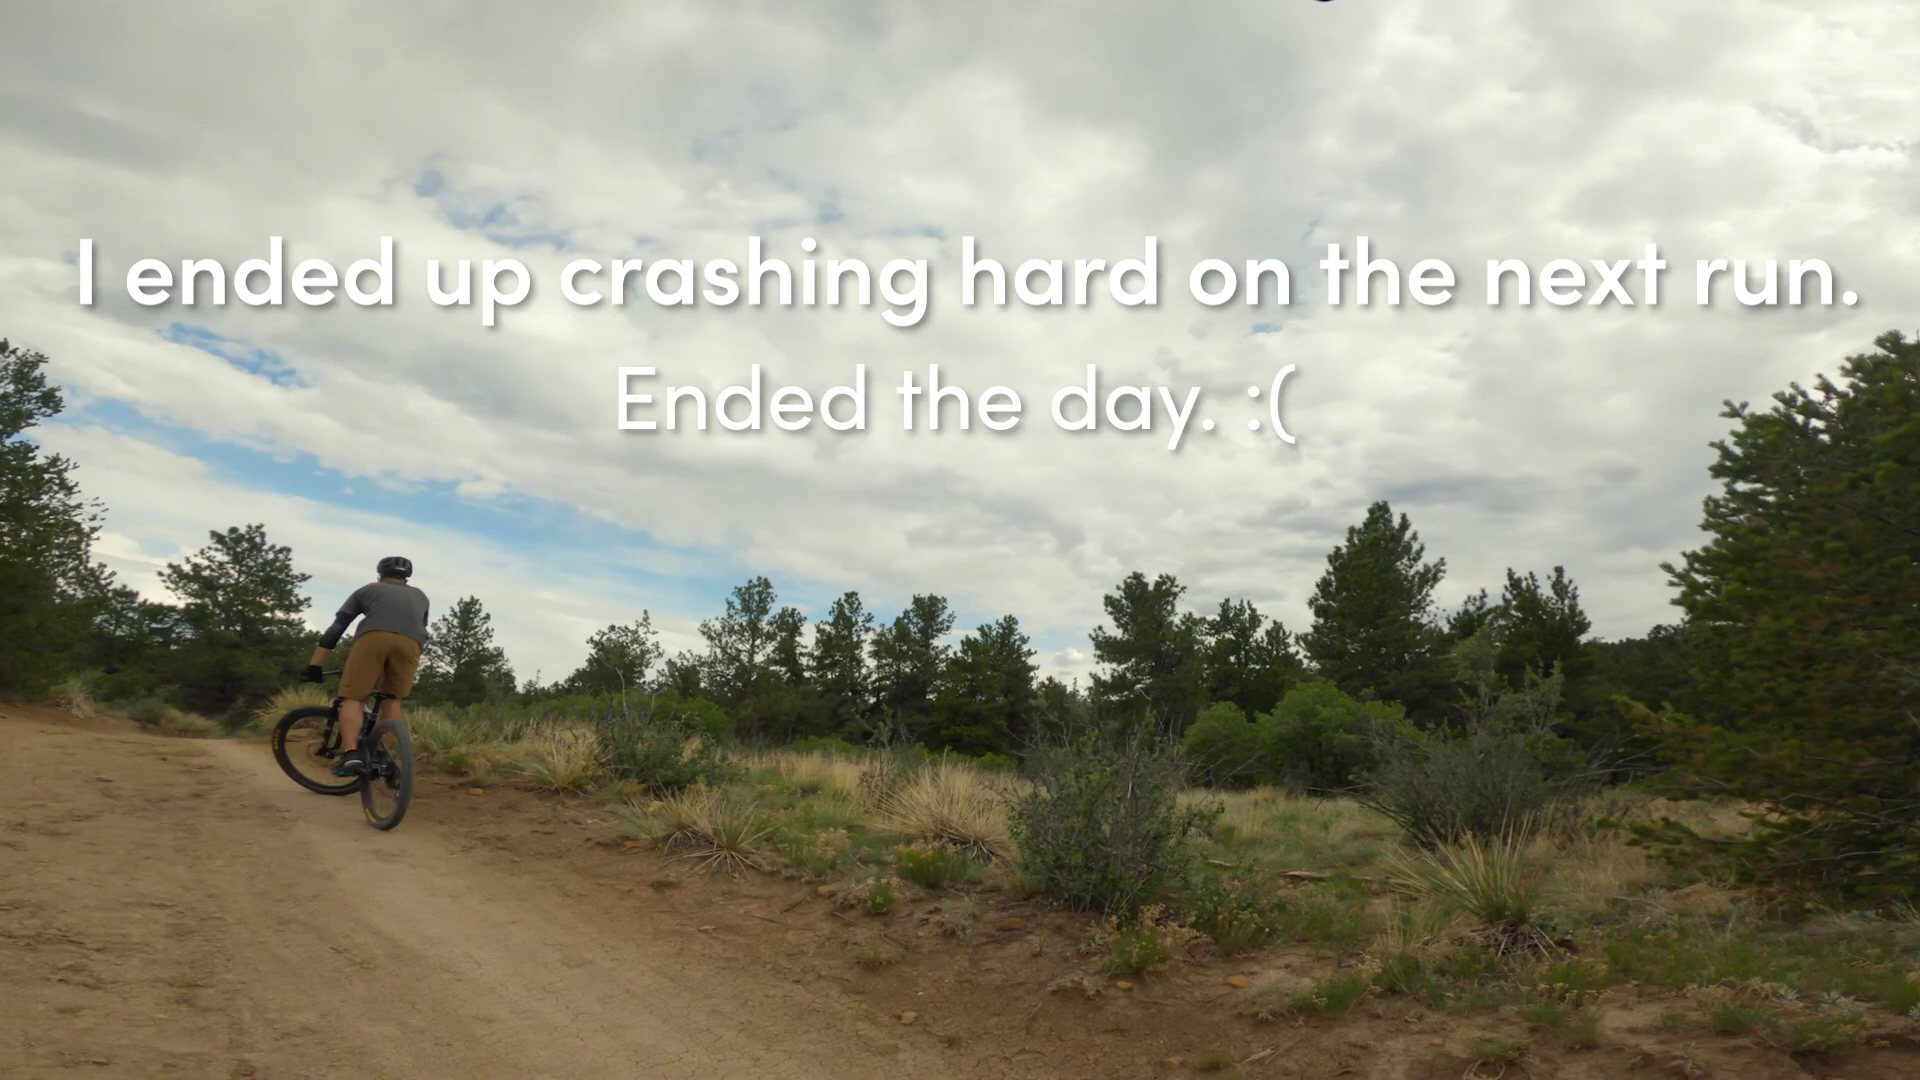 I ended up crashing hard on the next run.
Ended the day. :(